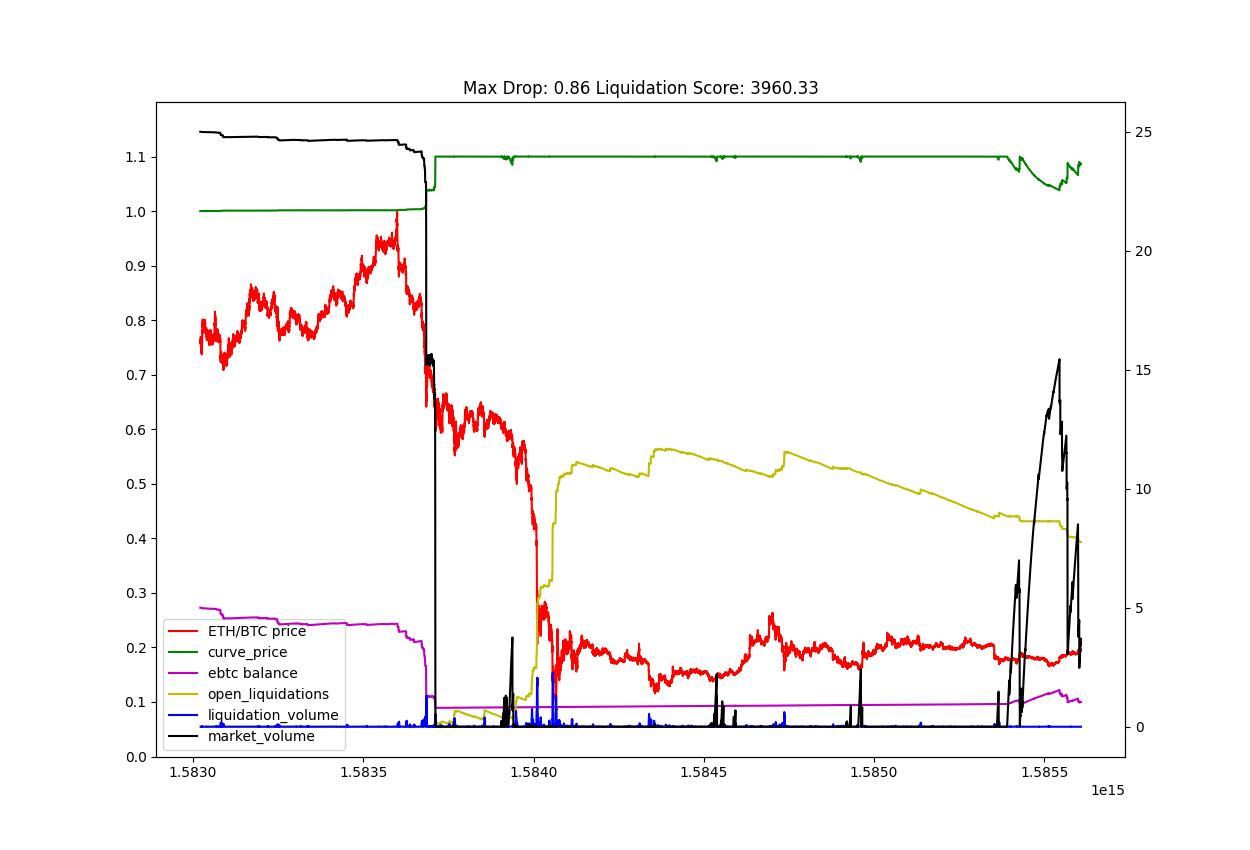 Max Drop: 0.86 Liquidation Score: 3960.33
1.1
1.0
0.9
0.8
0.7
0.6
0.5
0.4
0.3
0.2
0.1
0.0
25
20
15
10
5
0
ETH/BTC price
curve_price
ebtc balance
open_liquidations
liquidation_volume
market_volume
1.5830 1.5835 1.5840 1.5845 1.5850 1.5855
1e15